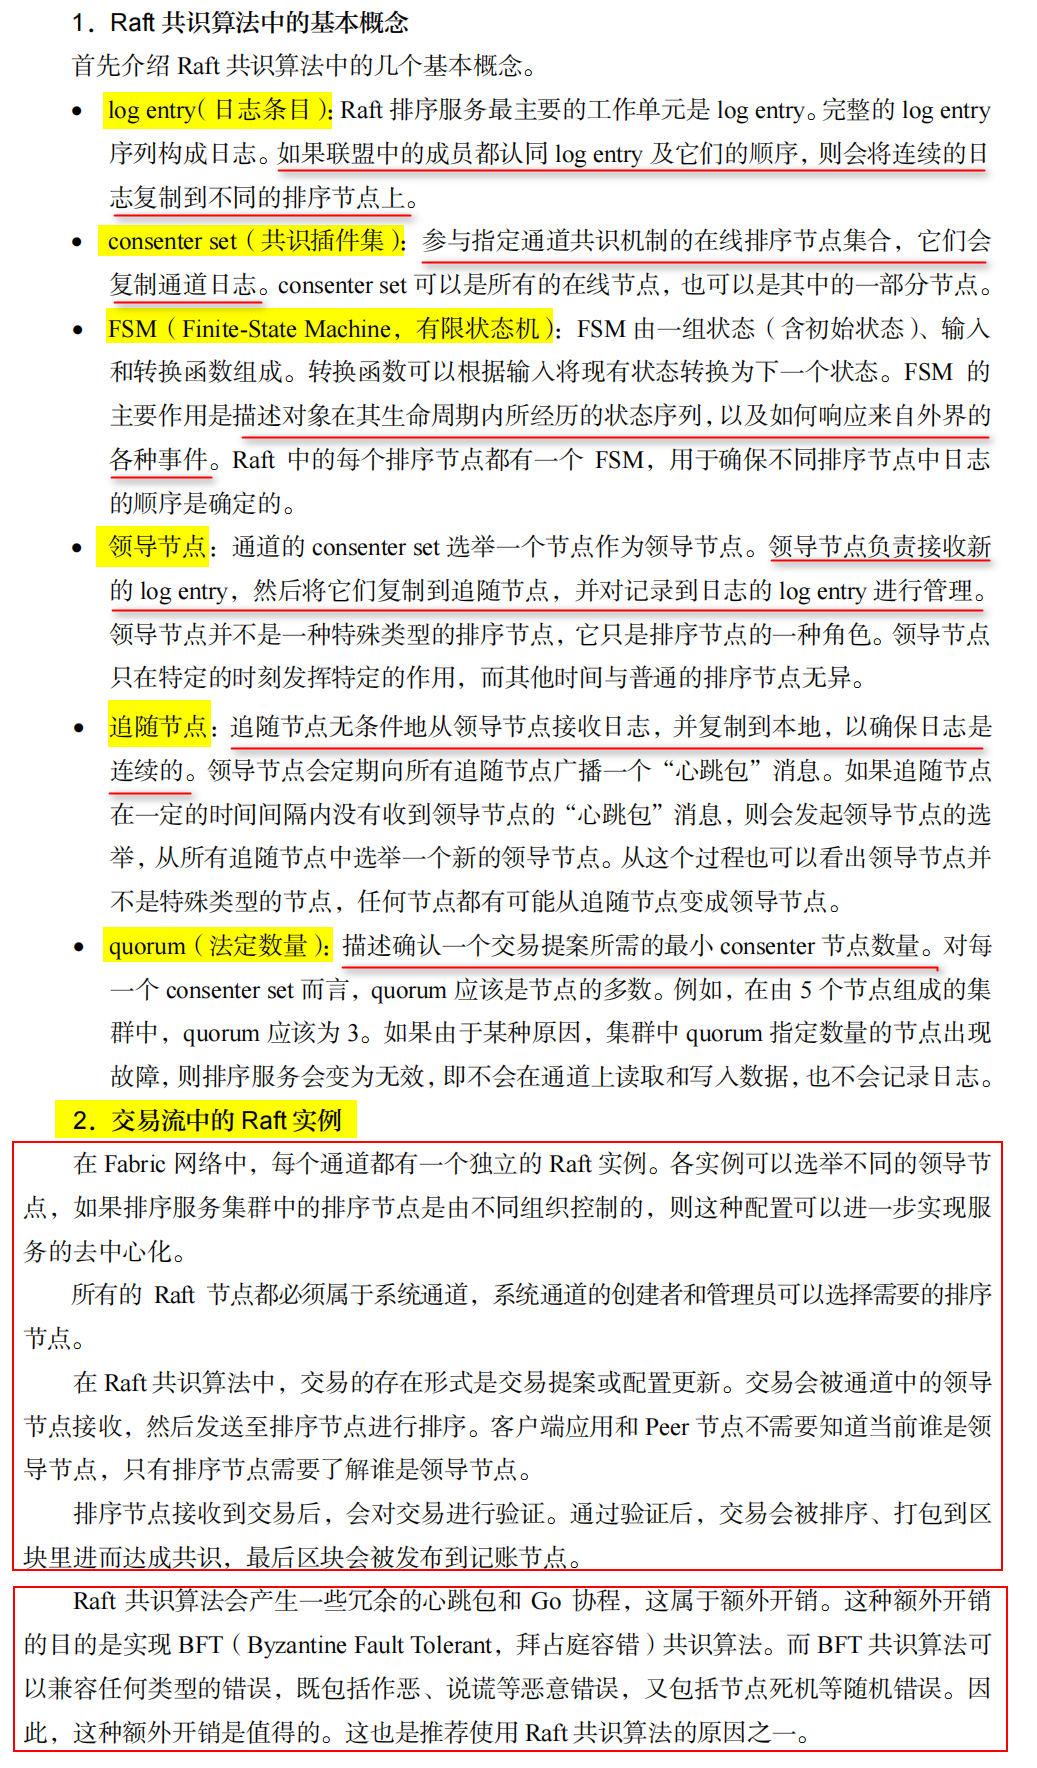 1．Raft 共识算法中的基本概念
首先介绍 Raft 共识算法中的几个基本概念。
• log entry（日志条目）：Raft 排序服务最主要的工作单元是 log entry。完整的 log entry
序列构成日志。如果联盟中的成员都认同 log entry 及它们的顺序，则会将连续的日
志复制到不同的排序节点上。
• consenter set（共识插件集）：参与指定通道共识机制的在线排序节点集合，它们会
复制通道日志。consenter set 可以是所有的在线节点，也可以是其中的一部分节点。
• FSM（Finite-State Machine，有限状态机）：FSM 由一组状态（含初始状态）、输入
和转换函数组成。转换函数可以根据输入将现有状态转换为下一个状态。FSM 的
主要作用是描述对象在其生命周期内所经历的状态序列，以及如何响应来自外界的
各种事件。Raft 中的每个排序节点都有一个 FSM，用于确保不同排序节点中日志
的顺序是确定的。
• 领导节点：通道的 consenter set 选举一个节点作为领导节点。领导节点负责接收新
的 log entry，然后将它们复制到追随节点，并对记录到日志的 log entry 进行管理。
领导节点并不是一种特殊类型的排序节点，它只是排序节点的一种角色。领导节点
只在特定的时刻发挥特定的作用，而其他时间与普通的排序节点无异。
• 追随节点：追随节点无条件地从领导节点接收日志，并复制到本地，以确保日志是
连续的。领导节点会定期向所有追随节点广播一个“心跳包”消息。如果追随节点
在一定的时间间隔内没有收到领导节点的“心跳包”消息，则会发起领导节点的选
举，从所有追随节点中选举一个新的领导节点。从这个过程也可以看出领导节点并
不是特殊类型的节点，任何节点都有可能从追随节点变成领导节点。
• quorum（法定数量）：描述确认一个交易提案所需的最小 consenter 节点数量。对每
一个 consenter set 而言，quorum 应该是节点的多数。例如，在由 5 个节点组成的集
群中，quorum 应该为 3。如果由于某种原因，集群中 quorum 指定数量的节点出现
故障，则排序服务会变为无效，即不会在通道上读取和写入数据，也不会记录日志。
2．交易流中的 Raft 实例
在 Fabric 网络中，每个通道都有一个独立的 Raft 实例。各实例可以选举不同的领导节
点，如果排序服务集群中的排序节点是由不同组织控制的，则这种配置可以进一步实现服
务的去中心化。
所有的 Raft 节点都必须属于系统通道，系统通道的创建者和管理员可以选择需要的排序
节点。
在 Raft 共识算法中，交易的存在形式是交易提案或配置更新。交易会被通道中的领导
节点接收，然后发送至排序节点进行排序。客户端应用和 Peer 节点不需要知道当前谁是领
导节点，只有排序节点需要了解谁是领导节点。
排序节点接收到交易后，会对交易进行验证。通过验证后，交易会被排序、打包到区
块里进而达成共识，最后区块会被发布到记账节点。
Raft 共识算法会产生一些冗余的心跳包和 Go 协程，这属于额外开销。这种额外开销
的目的是实现 BFT（Byzantine Fault Tolerant，拜占庭容错）共识算法。而 BFT 共识算法可
以兼容任何类型的错误，既包括作恶、说谎等恶意错误，又包括节点死机等随机错误。因
此，这种额外开销是值得的。这也是推荐使用 Raft 共识算法的原因之一。